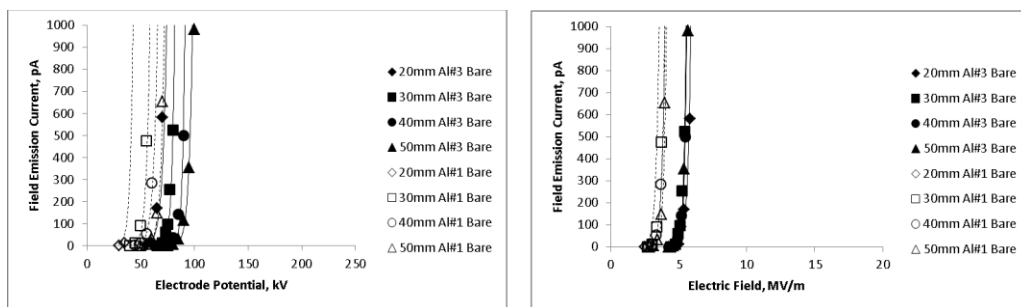 1000
900
800
700
600
500
400
300
200
100
0
Field Emission Current, pA
0 50 100 150 200 250
Electrode Potential, kV
20mm Al#3 Bare
30mm Al#3 Bare
40mm Al#3 Bare
50mm Al#3 Bare
20mm Al#1 Bare
30mm Al#1 Bare
40mm Al#1 Bare
50mm Al#1 Bare
1000
900
800
700
600
500
400
300
200
100
0
Field Emission Current, pA
0 5 10 15 20
Electric Field, MV/m
20mm Al#3 Bare
30mm Al#3 Bare
40mm Al#3 Bare
50mm Al#3 Bare
20mm Al#1 Bare
30mm Al#1 Bare
40mm Al#1 Bare
50mm Al#1 Bare